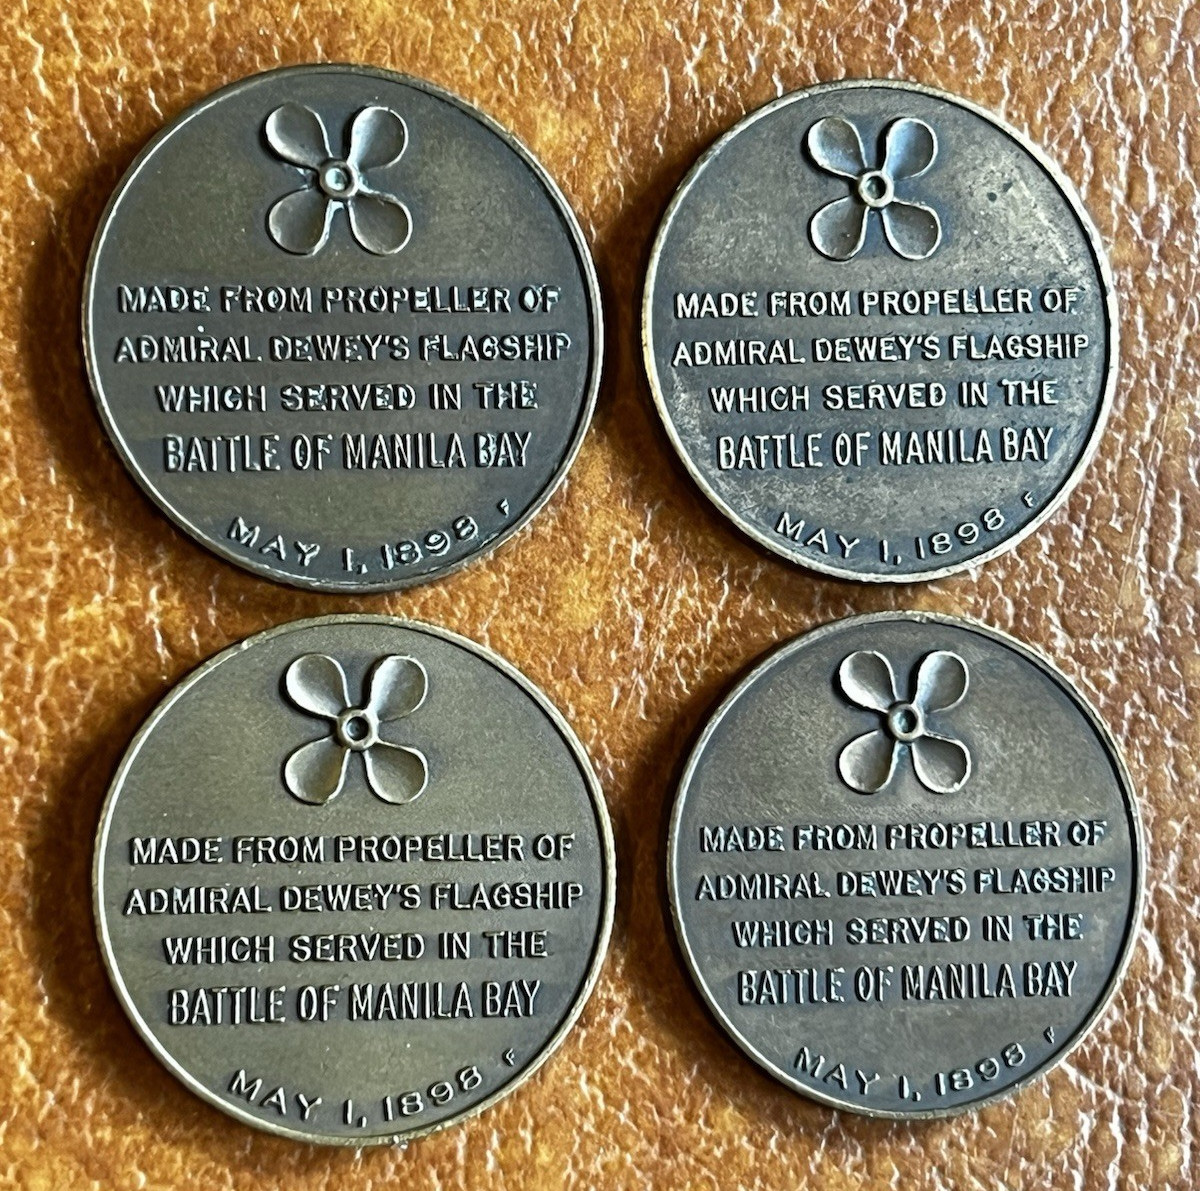 MADE FROM PROPELLER OF
ADMIRAL DEWEY'S FLAGSHIP
WHICH SERVED IN THE
BATTLE OF MANILA BAY
MAY 1, 1898 F
MADE FROM PROPELLER OF
ADMIRAL DEWEY'S FLAGSHIP
WHICH SERVED IN THE
BATTLE OF MANILA BAY
MAY 1, 1898 F
MADE FROM PROPELLER OF
ADMIRAL DEWEY'S FLAGSHIP
WHICH SERVED IN THE
BATTLE OF MANILA BAY
MAY 1, 1898 F
MADE FROM PROPELLER OF
ADMIRAL DEWEY'S FLAGSHIP
WHICH SERVED IN THE
BATTLE OF MANILA BAY
MAY 1, 1898 F